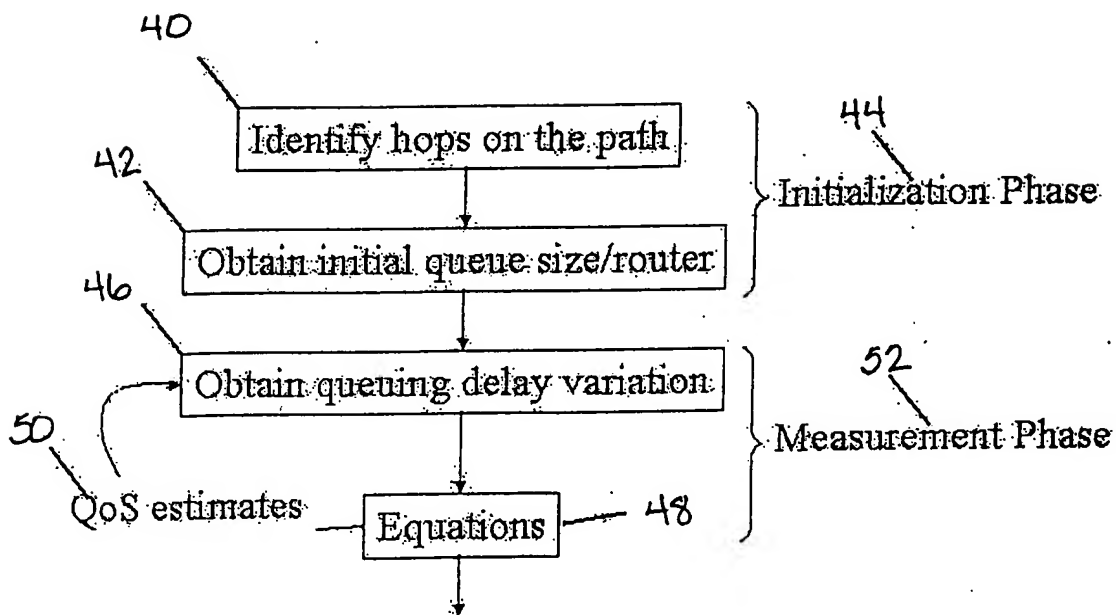 40
Identify hops on the path
44
Initialization Phase
42
Obtain initial queue size/router
46
Obtain queuing delay variation
52
Measurement Phase
50
QoS estimates
Equations
48